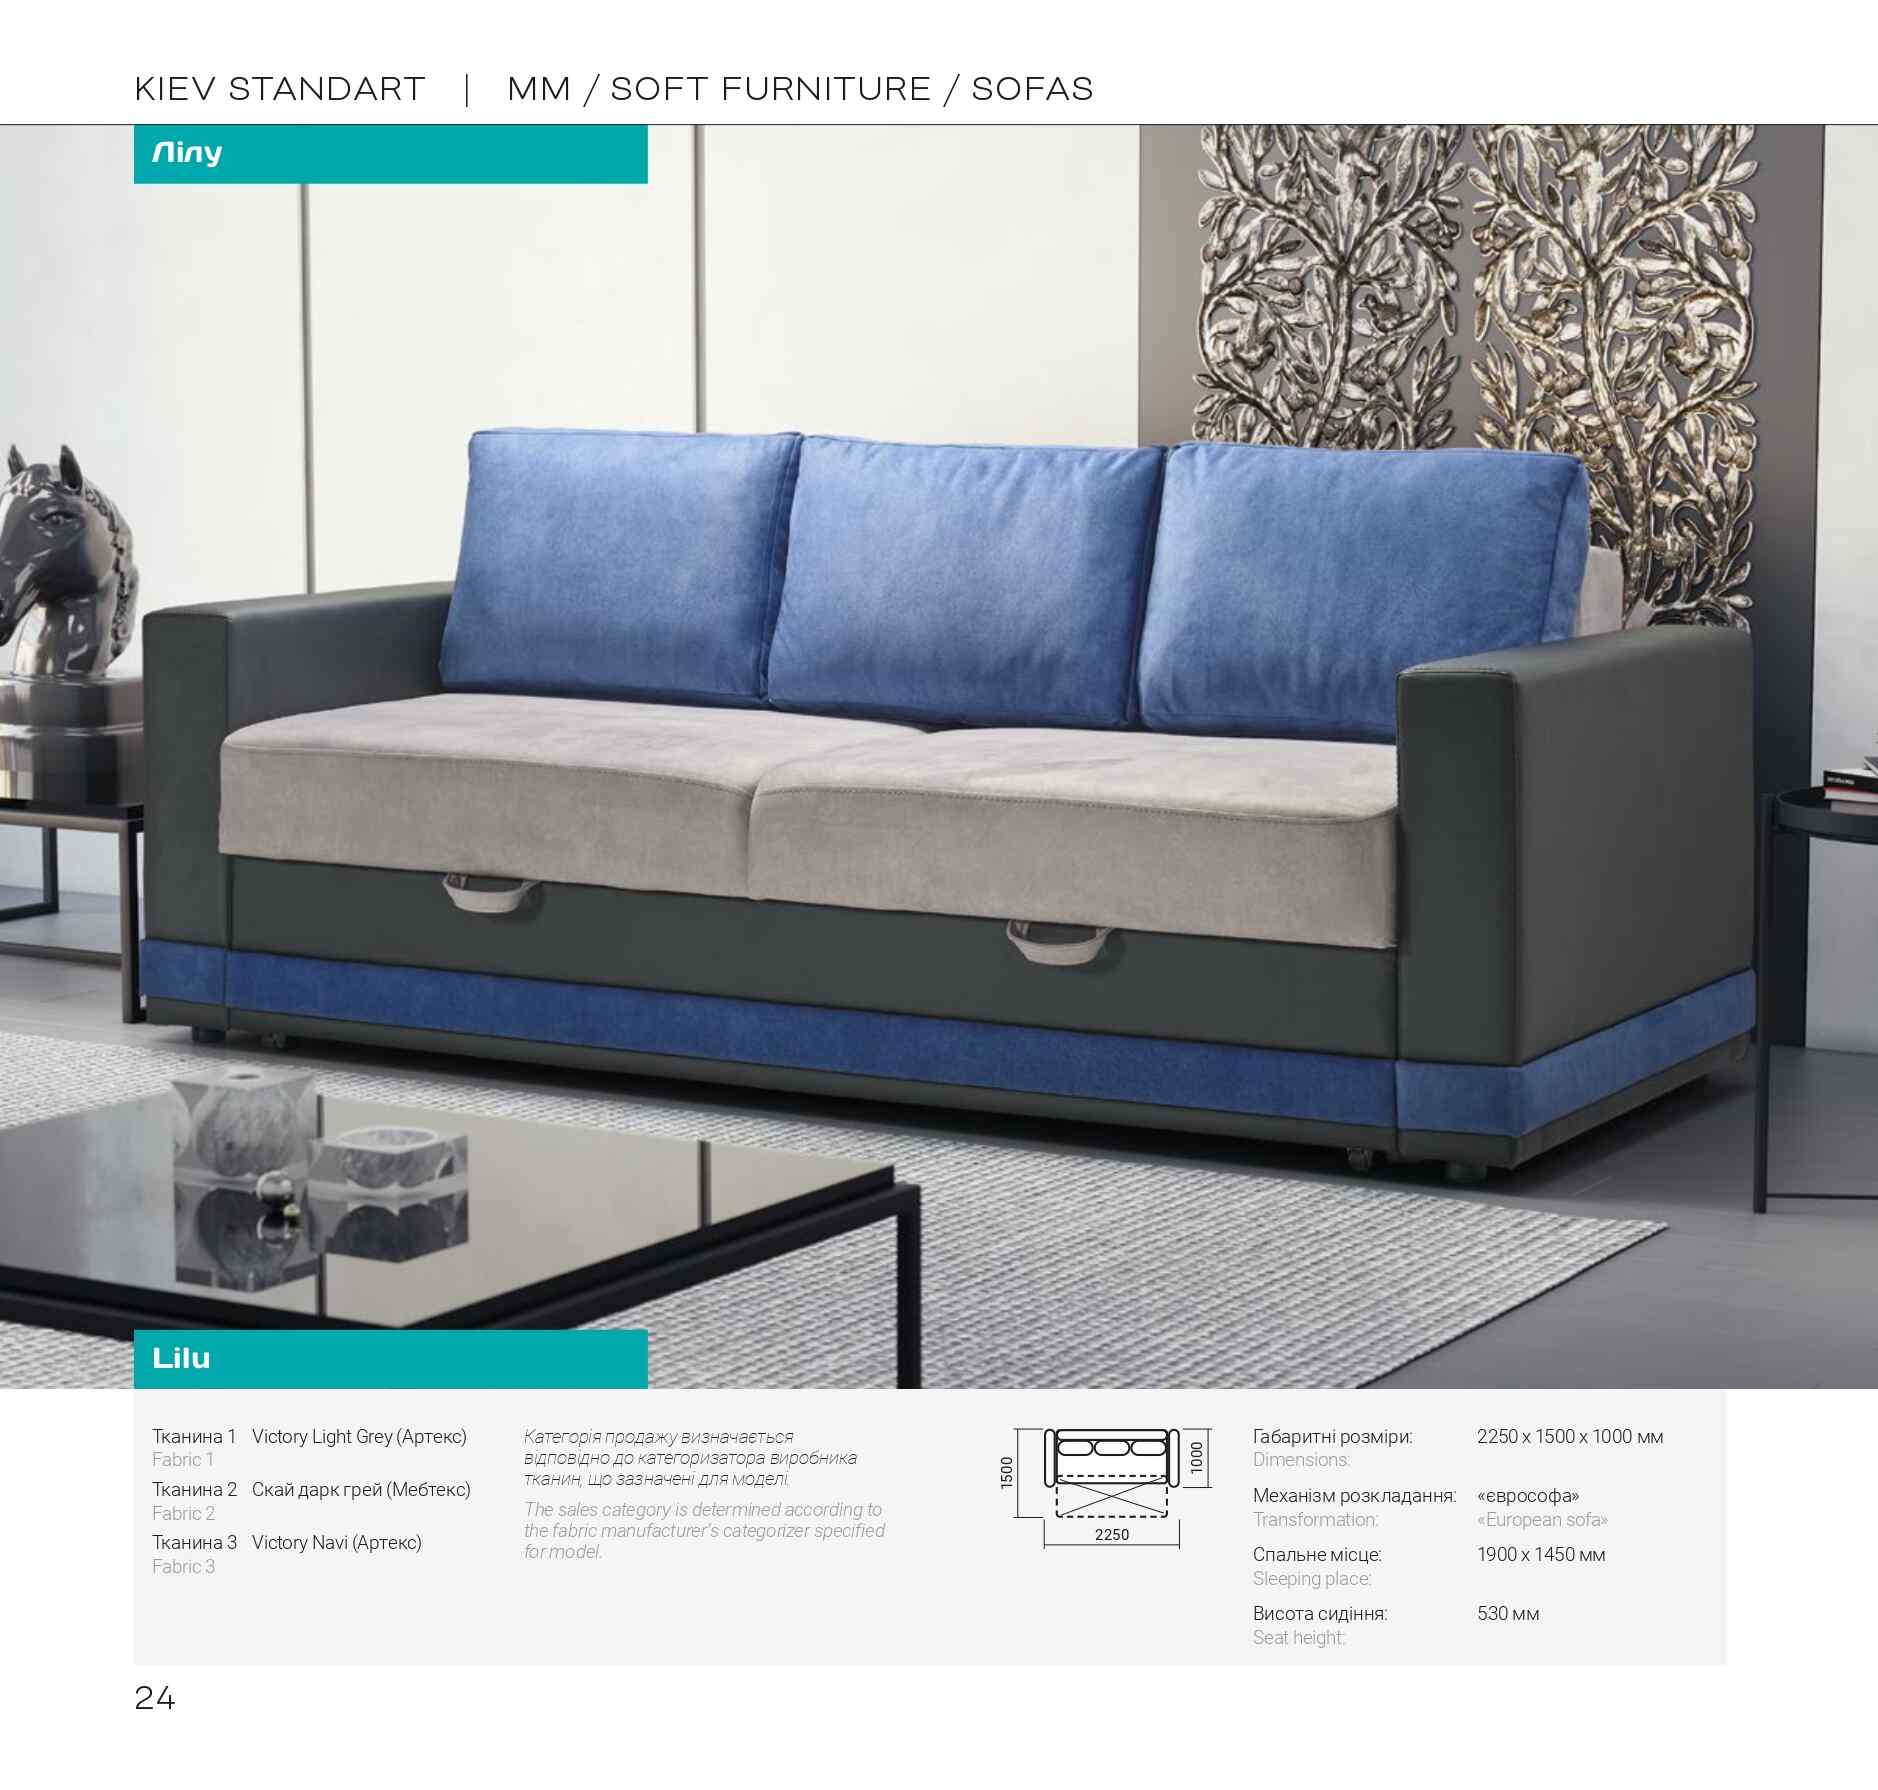 KIEV STANDART | MM / SOFT FURNITURE / SOFAS
Лілу
Lilu
Тканина 1 Victory Light Grey (Артекс)
Fabric 1
Тканина 2 Скай дарк грей (Мебтекс)
Fabric 2
Тканина 3 Victory Navi (Артекс)
Fabric 3
Категорія продажу визначається
відповідно до категоризатора виробника
тканин, що зазначені для моделі.
The sales category is determined according to
the fabric manufacturer's categorizer specified
for model.
1500
1000
2250
Габаритні розміри: 2250 х 1500 х 1000 мм
Dimensions:
Механізм розкладання: «єврософа»
Transformation: «European sofa»
Спальне місце: 1900 х 1450 мм
Sleeping place:
Висота сидіння: 530 мм
Seat height:
24